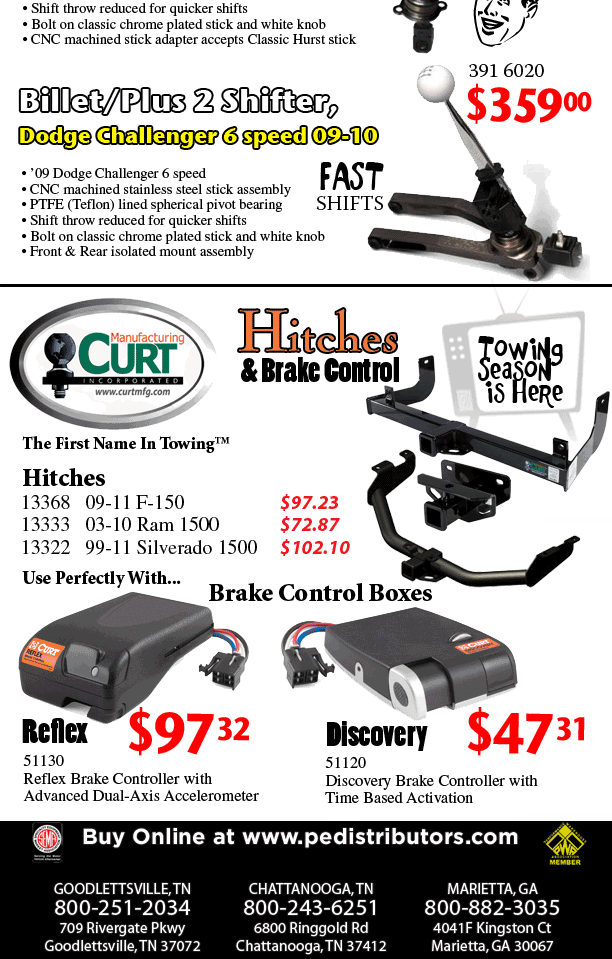 • Shift throw reduced for quicker shifts
• Bolt on classic chrome plated stick and white knob
• CNC machined stick adapter accepts Classic Hurst stick
391 6020
$35900
Billet/Plus 2 Shifter,
Dodge Challenger 6 speed 09-10
• ’09 Dodge Challenger 6 speed
• CNC machined stainless steel stick assembly
• PTFE (Teflon) lined spherical pivot bearing
• Shift throw reduced for quicker shifts
• Bolt on classic chrome plated stick and white knob
• Front & Rear isolated mount assembly
FAST
SHIFTS
Manufacturing
CURT
INCORPORATED
www.curtmfg.com
Hitches
& Brake Control
Towing
Season
is Here
The First Name In Towing™
Hitches
13368 09-11 F-150 $97.23
13333 03-10 Ram 1500 $72.87
13322 99-11 Silverado 1500 $102.10
CURT
Use Perfectly With...
Brake Control Boxes
CURT
REFLEX
CURT
Reflex
$9732
51130
Reflex Brake Controller with
Advanced Dual-Axis Accelerometer
Discovery
$4731
51120
Discovery Brake Controller with
Time Based Activation
Buy Online at www.pedistributors.com
SEMA
PWA
ASSOCIATION
MEMBER
GOODLETTSVILLE, TN
800-251-2034
709 Rivergate Pkwy
Goodlettsville, TN 37072
CHATTANOOGA, TN
800-243-6251
6800 Ringgold Rd
Chattanooga, TN 37412
MARIETTA, GA
800-882-3035
4041F Kingston Ct
Marietta, GA 30067